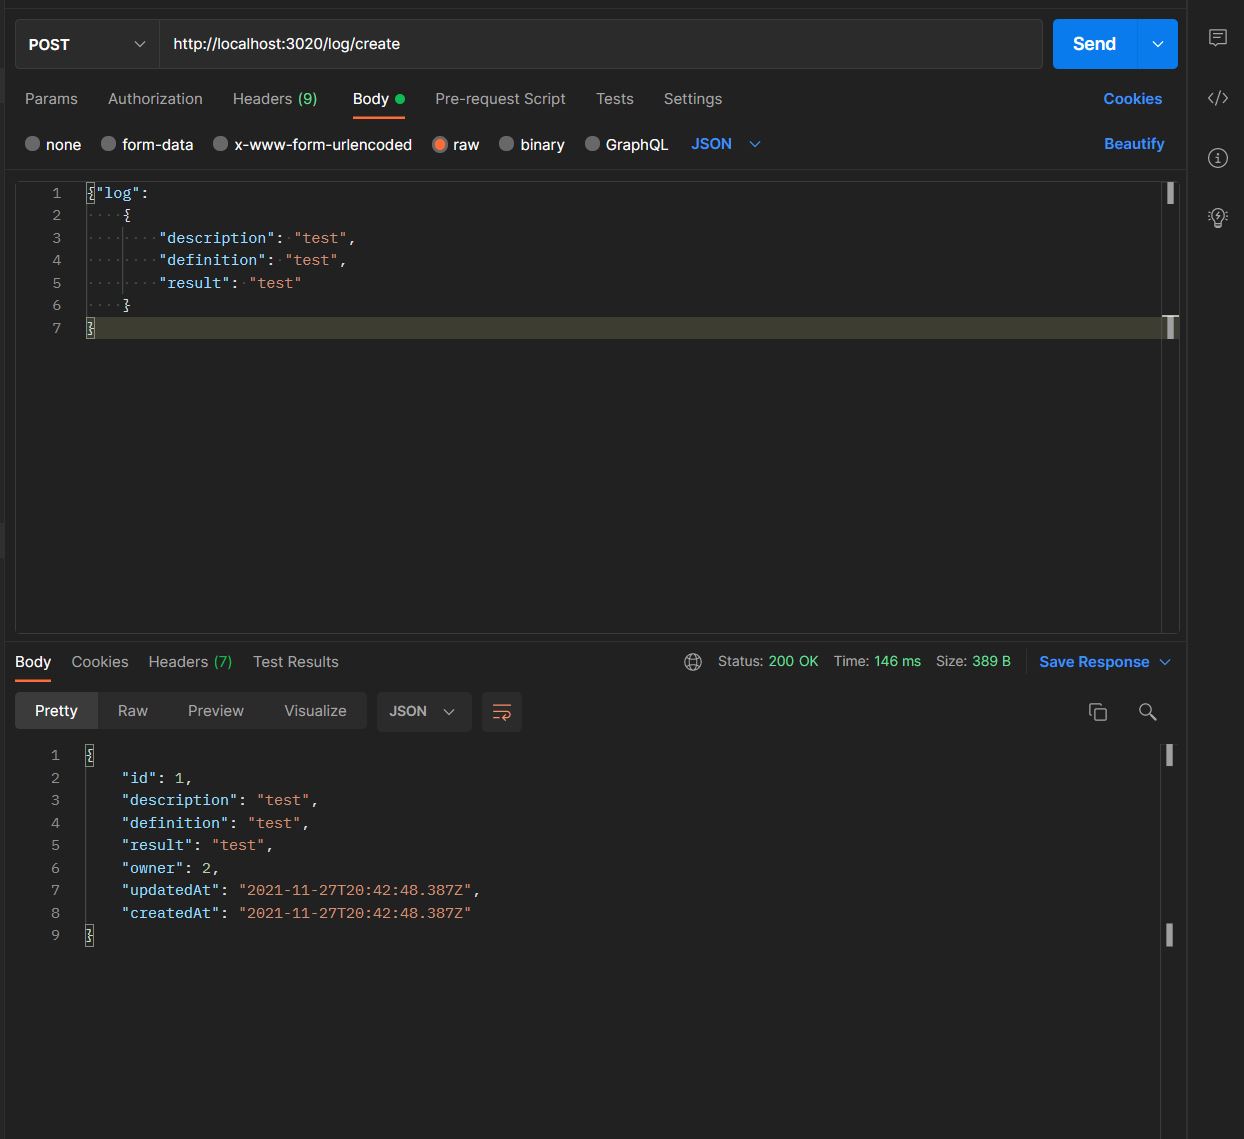 POST http://localhost:3020/log/create Send
Params Authorization Headers (9) Body Pre-request Script Tests Settings Cookies
none form-data x-www-form-urlencoded raw binary GraphQL JSON Beautify
1 {"log":
2 {
3 "description": "test",
4 "definition": "test",
5 "result": "test"
6 }
7 }
Body Cookies Headers (7) Test Results Status: 200 OK Time: 146 ms Size: 389 B Save Response
Pretty Raw Preview Visualize JSON
1 {
2 "id": 1,
3 "description": "test",
4 "definition": "test",
5 "result": "test",
6 "owner": 2,
7 "updatedAt": "2021-11-27T20:42:48.387Z",
8 "createdAt": "2021-11-27T20:42:48.387Z"
9 }